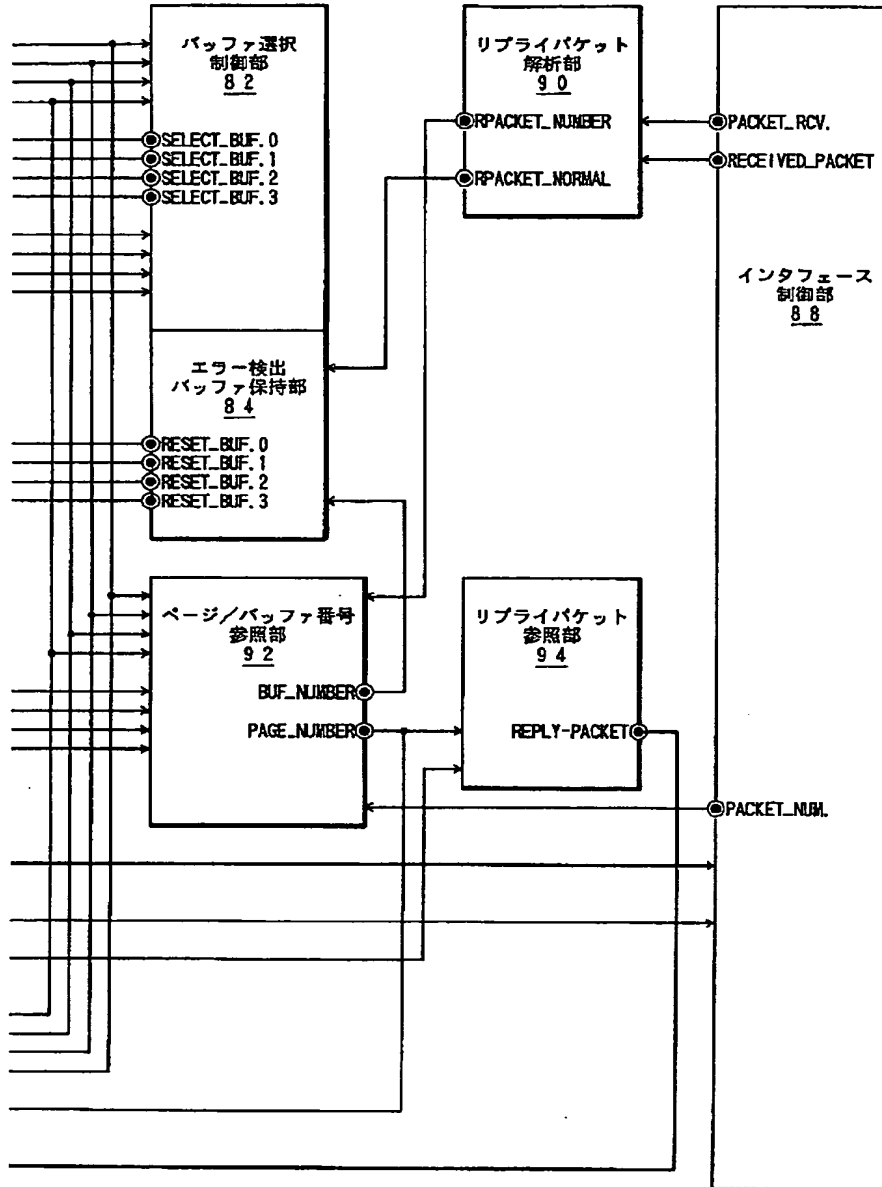 バッファ選択
制御部
82
SELECT_BUF.0
SELECT_BUF.1
SELECT_BUF.2
SELECT_BUF.3
エラー検出
バッファ保持部
84
RESET_BUF.0
RESET_BUF.1
RESET_BUF.2
RESET_BUF.3
リプライパケット
解析部
90
RPACKET_NUMBER
RPACKET_NORMAL
PACKET_RCV.
RECEIVED_PACKET
インタフェース
制御部
88
ページ/バッファ番号
参照部
92
BUF_NUMBER
PAGE_NUMBER
リプライパケット
参照部
94
REPLY-PACKET
PACKET_NUM.